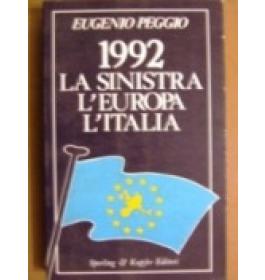 EUGENIO PEGGIO
1992
LA SINISTRA
L'EUROPA
L'ITALIA
Sperling & Kupfer Editori